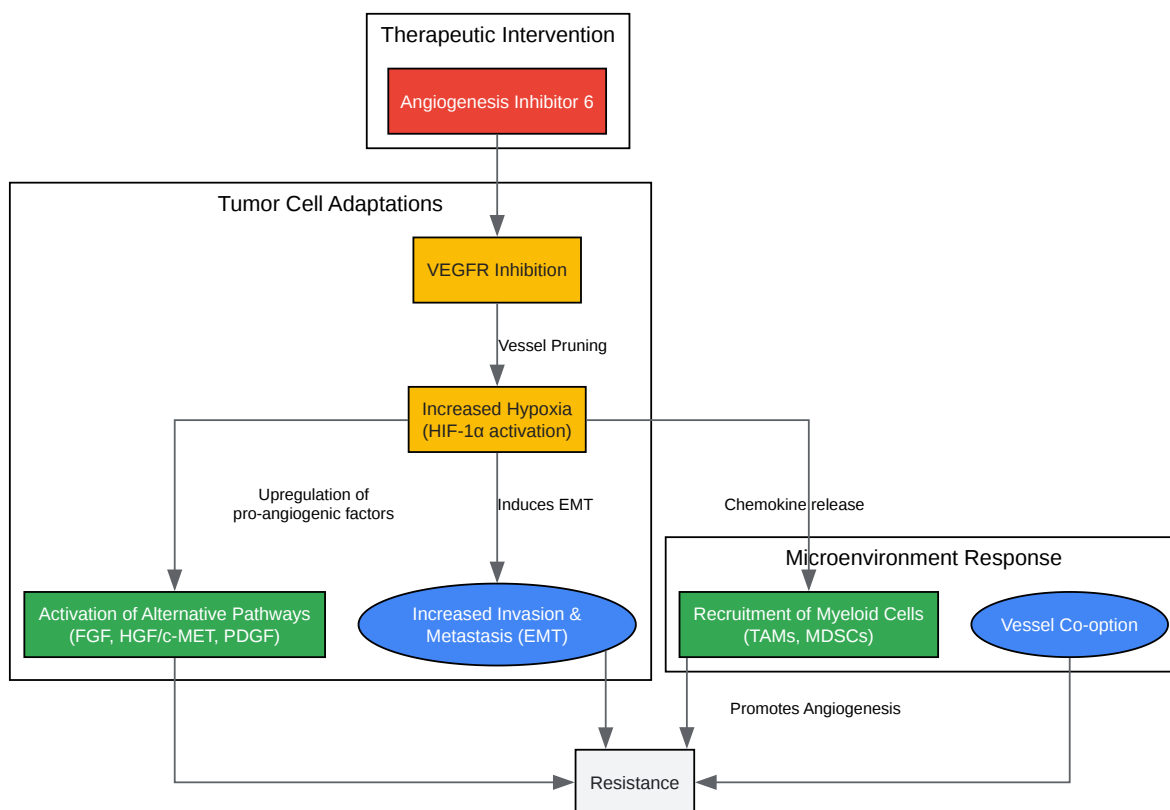 Therapeutic Intervention
Angiogenesis Inhibitor 6
Tumor Cell Adaptations
VEGFR Inhibition
Vessel Pruning
Increased Hypoxia
(HIF-1α activation)
Upregulation of
pro-angiogenic factors
Induces EMT
Chemokine release
Microenvironment Response
Activation of Alternative Pathways
(FGF, HGF/c-MET, PDGF)
Increased Invasion &
Metastasis (EMT)
Recruitment of Myeloid Cells
(TAMs, MDSCs)
Vessel Co-option
Promotes Angiogenesis
Resistance